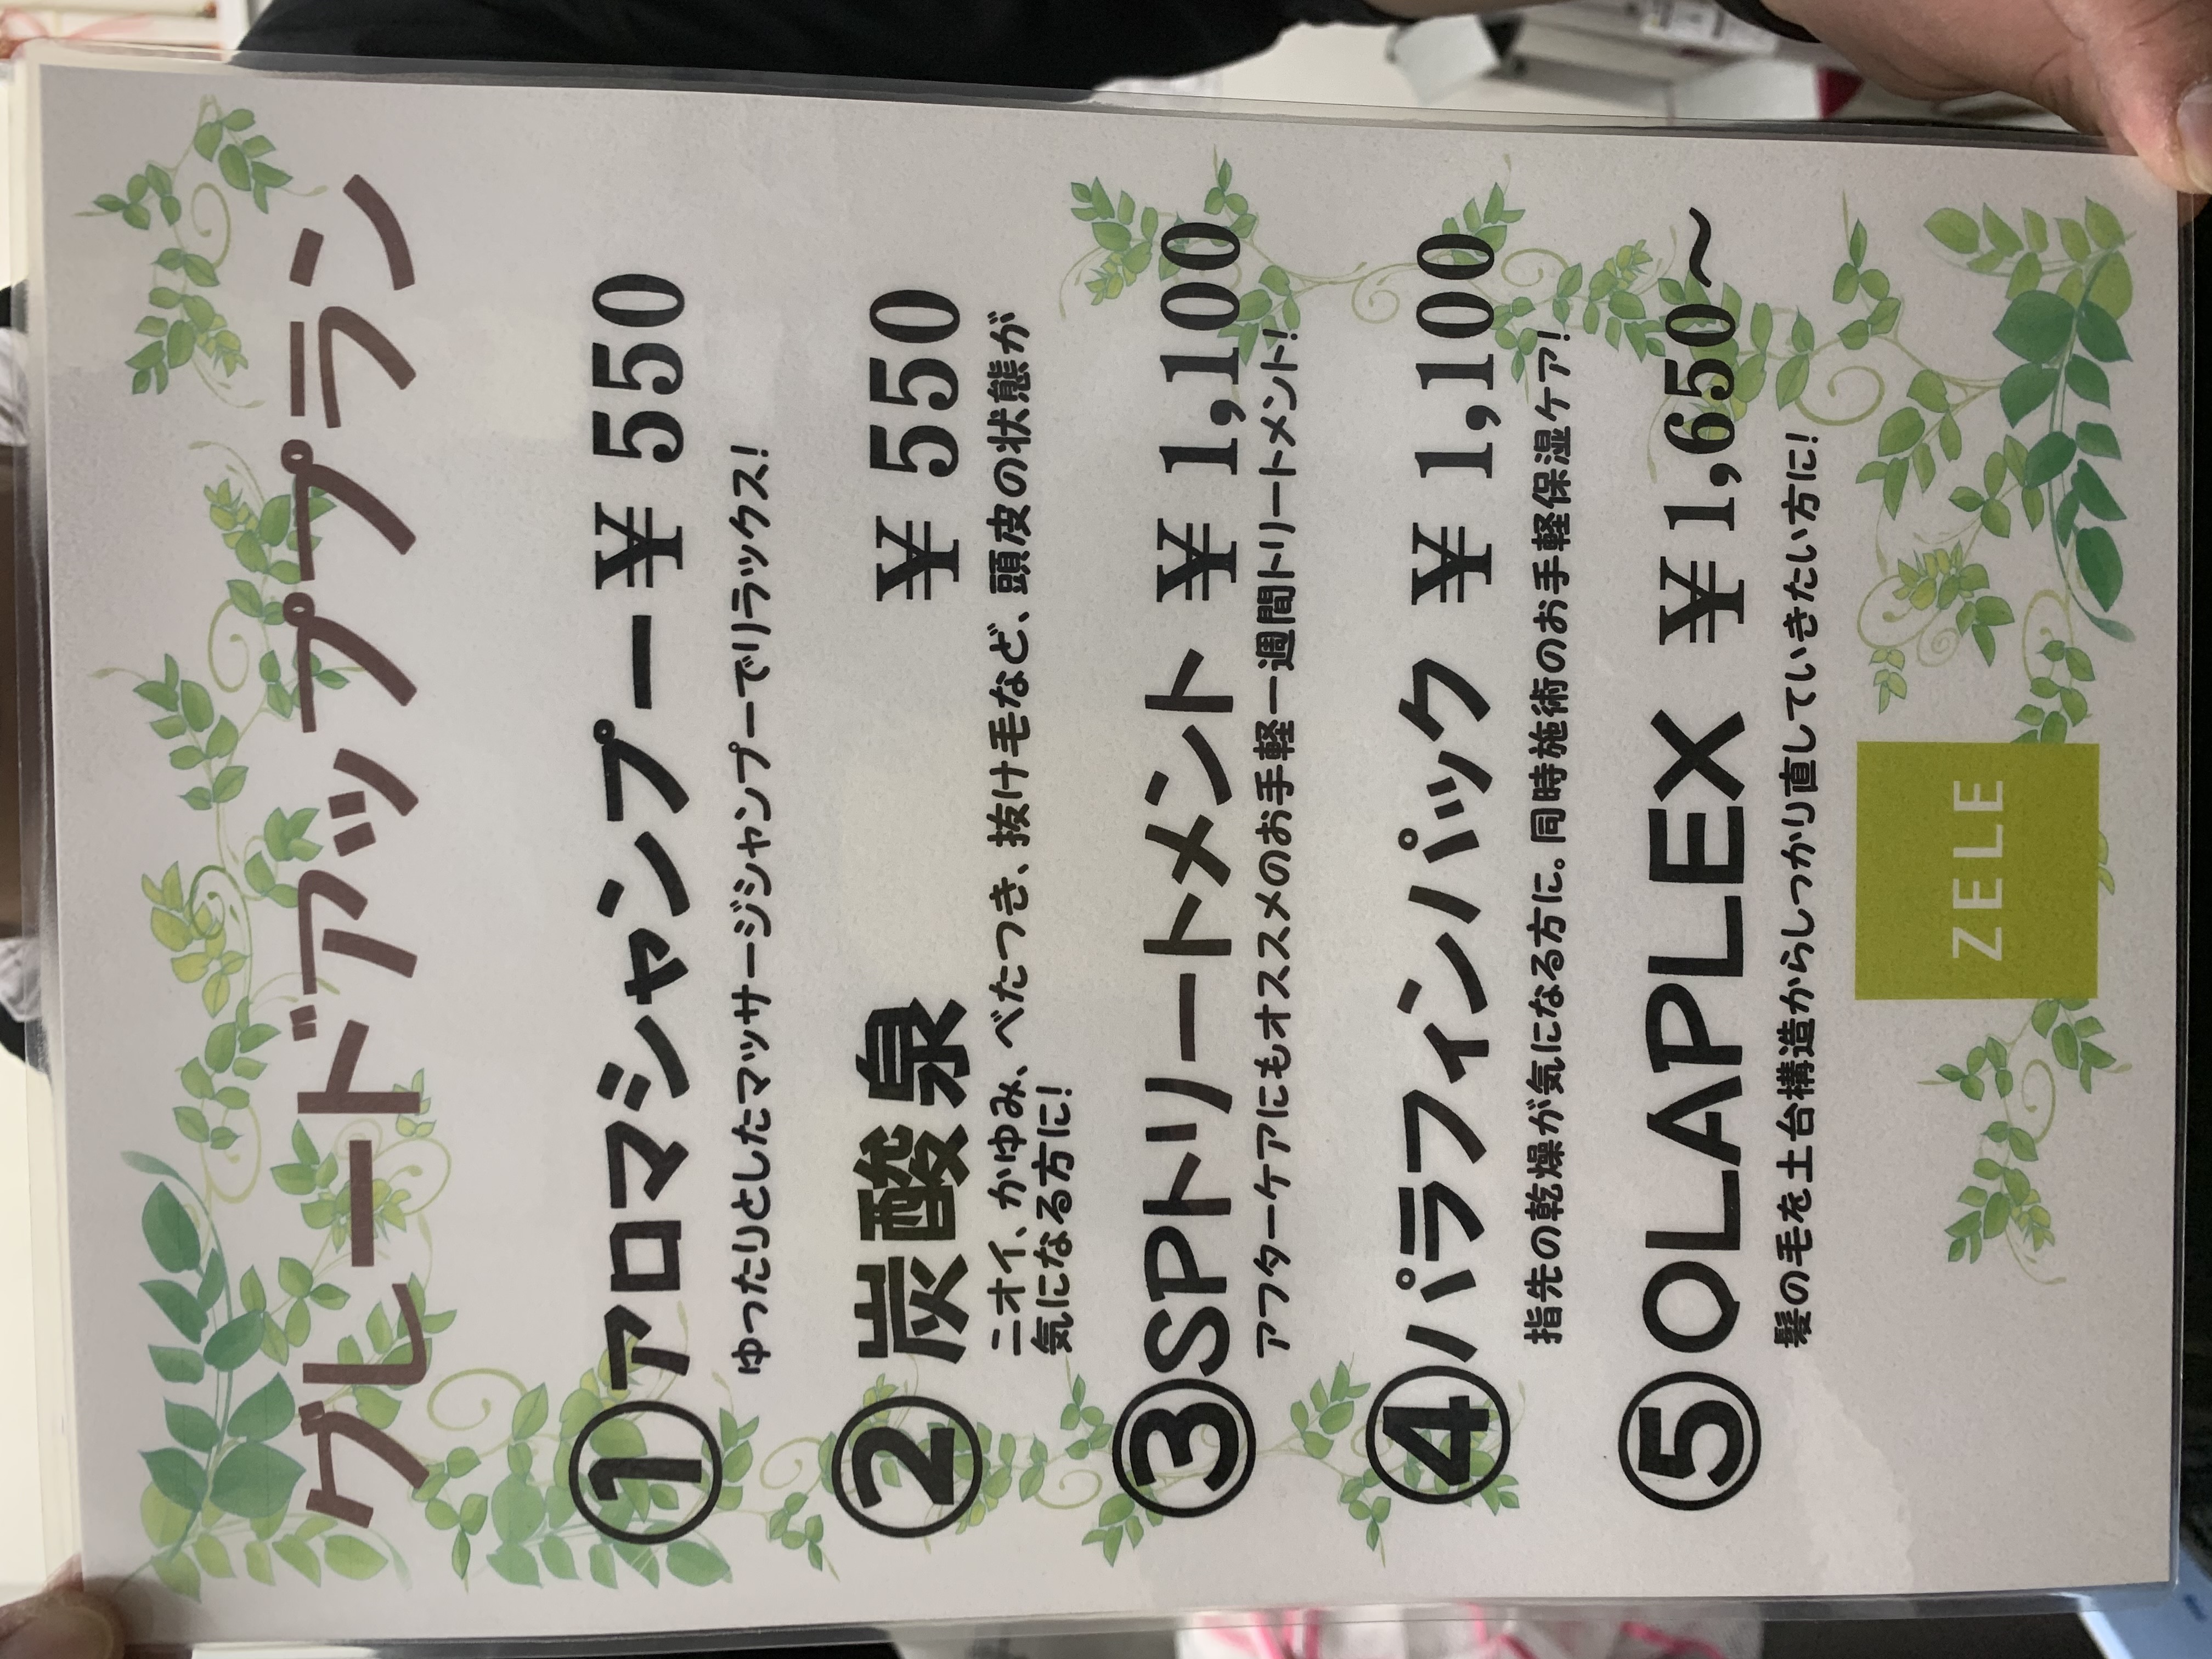 グレードアッププラン
①アロマシャンプー ¥ 550
ゆったりとしたマッサージシャンプーでリラックス!
②炭酸泉 ¥ 550
ニオイ、かゆみ、べたつき、抜け毛など、頭皮の状態が
気になる方に!
③SPトリートメント ¥ 1,100
アフターケアにもオススメのお手軽一週間トリートメント!
④パラフィンパック ¥ 1,100
指先の乾燥が気になる方に。同時施術のお手軽保湿ケア!
⑤OLAPLEX ¥ 1,650~
髪の毛を土台構造からしっかり直していきたい方に!
ZELE